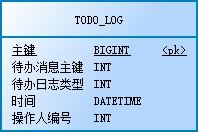 TODO_LOG
主键 BIGINT <pk>
待办消息主键 INT
待办日志类型 INT
时间 DATETIME
操作人编号 INT